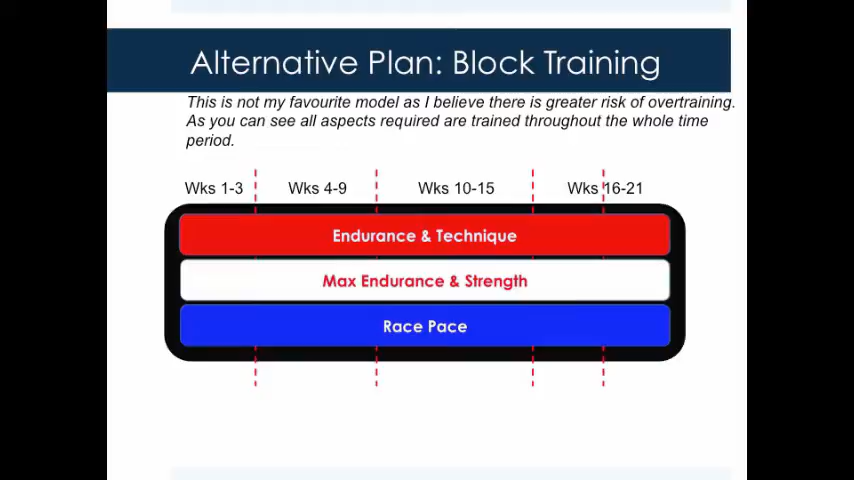 Alternative Plan: Block Training
This is not my favourite model as I believe there is greater risk of overtraining.
As you can see all aspects required are trained throughout the whole time
period.
Wks 1-3 Wks 4-9 Wks 10-15 Wks 16-21
Endurance & Technique
Max Endurance & Strength
Race Pace